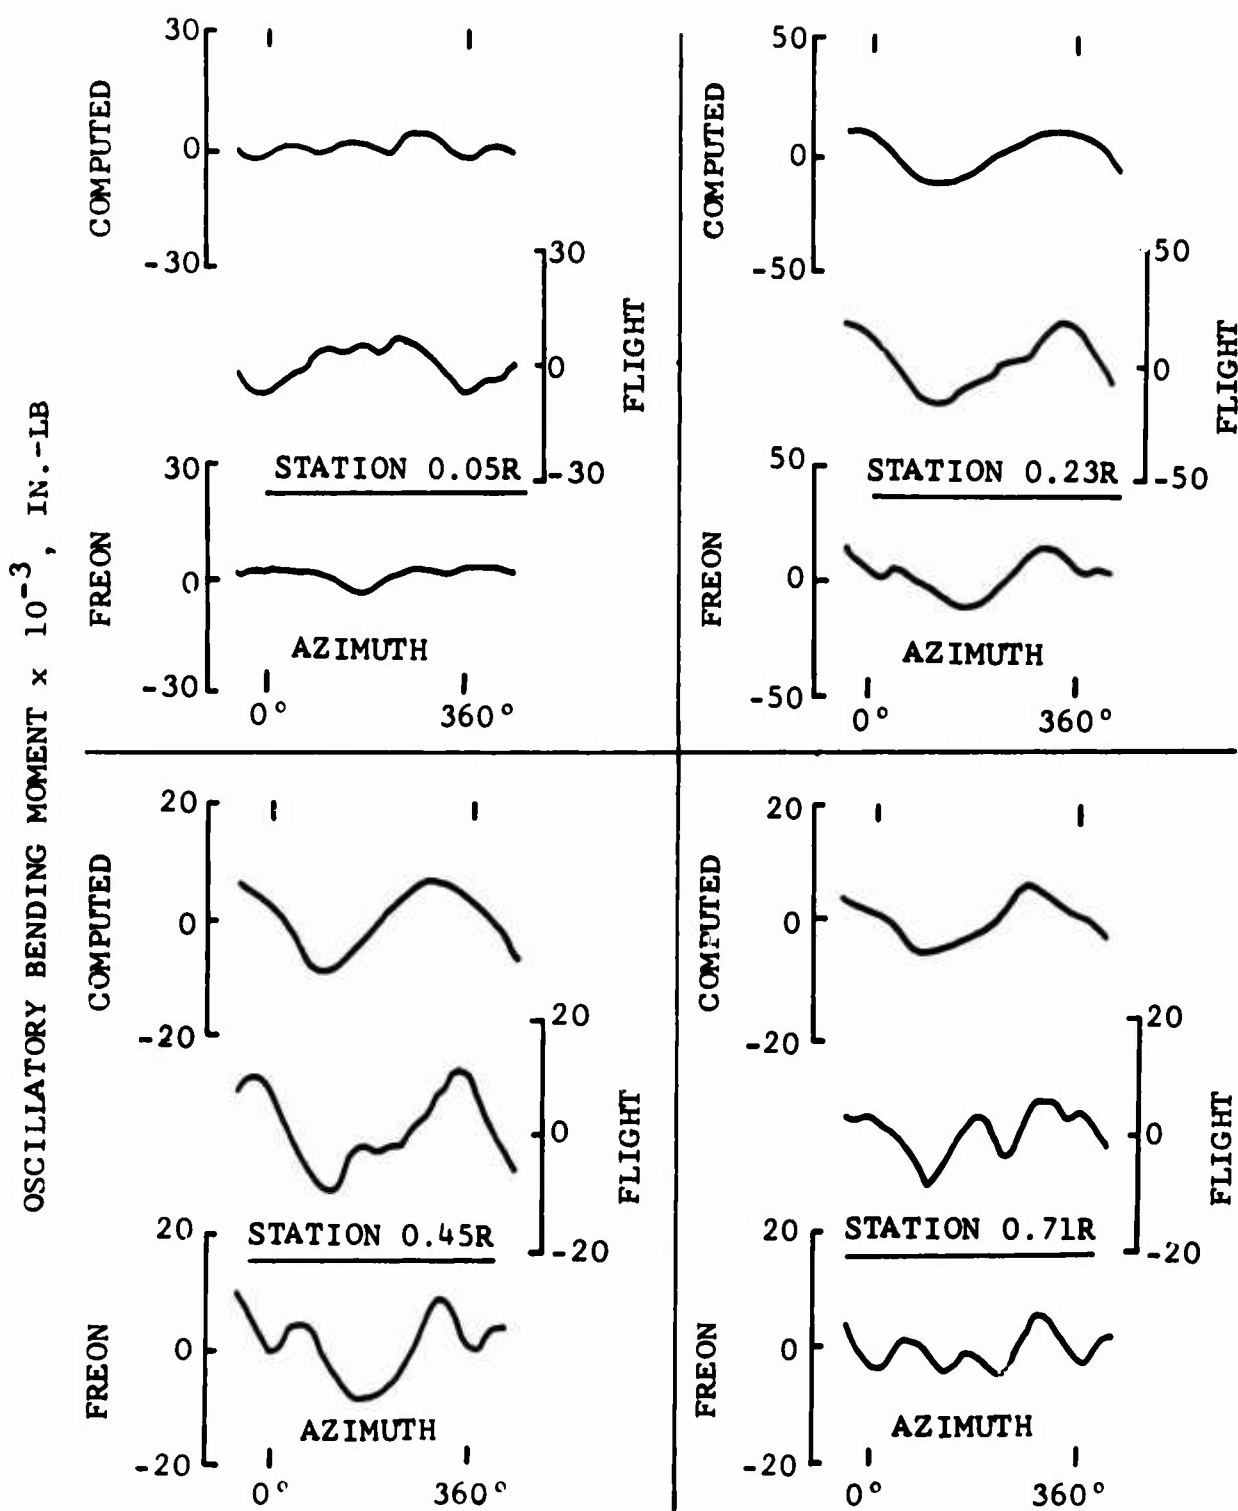 OSCILLATORY BENDING MOMENT x 10⁻³, IN.-LB
30
COMPUTED
0
-30
30
FLIGHT
0
-30
STATION 0.05R
30
FREON
0
-30
AZIMUTH
0° 360°
50
COMPUTED
0
-50
50
FLIGHT
0
-50
STATION 0.23R
50
FREON
0
-50
AZIMUTH
0° 360°
20
COMPUTED
0
-20
20
FLIGHT
0
-20
STATION 0.45R
20
FREON
0
-20
AZIMUTH
0° 360°
20
COMPUTED
0
-20
20
FLIGHT
0
-20
STATION 0.71R
20
FREON
0
-20
AZIMUTH
0° 360°